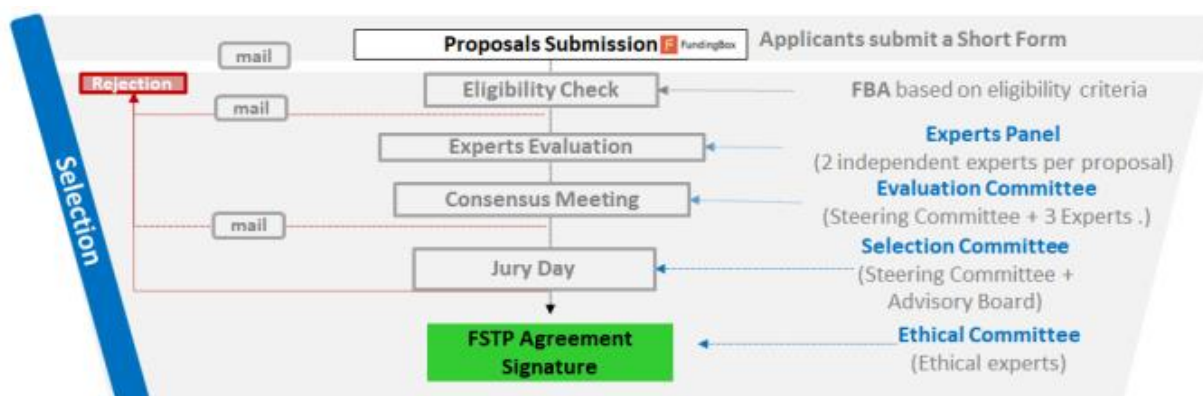 Proposals Submission FundingBox
Applicants submit a Short Form
mail
Rejection
Eligibility Check
FBA based on eligibility criteria
mail
Experts Evaluation
Experts Panel
(2 independent experts per proposal)
Selection
Consensus Meeting
Evaluation Committee
(Steering Committee + 3 Experts .)
mail
Jury Day
Selection Committee
(Steering Committee +
Advisory Board)
FSTP Agreement
Signature
Ethical Committee
(Ethical experts)